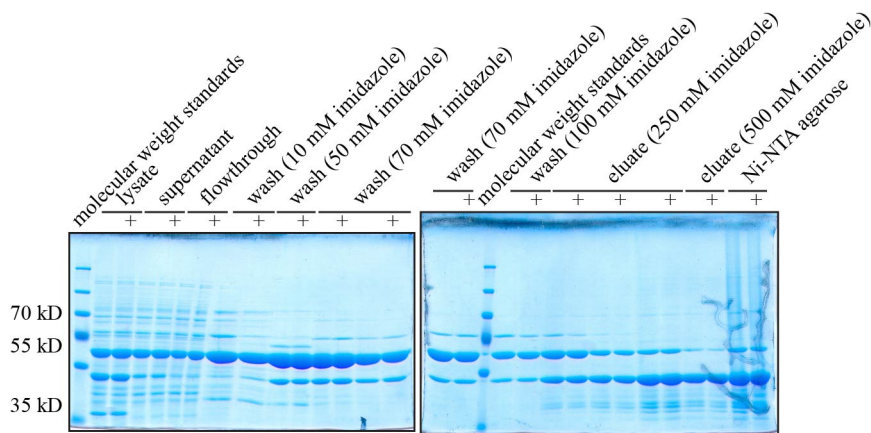 molecular weight standards
lysate
supernatant
flowthrough
wash (10 mM imidazole)
wash (50 mM imidazole)
wash (70 mM imidazole)
wash (70 mM imidazole)
molecular weight standards
wash (100 mM imidazole)
eluate (250 mM imidazole)
eluate (500 mM imidazole)
Ni-NTA agarose
+ + + + + + +
+ + + + + + +
70 kD
55 kD
35 kD